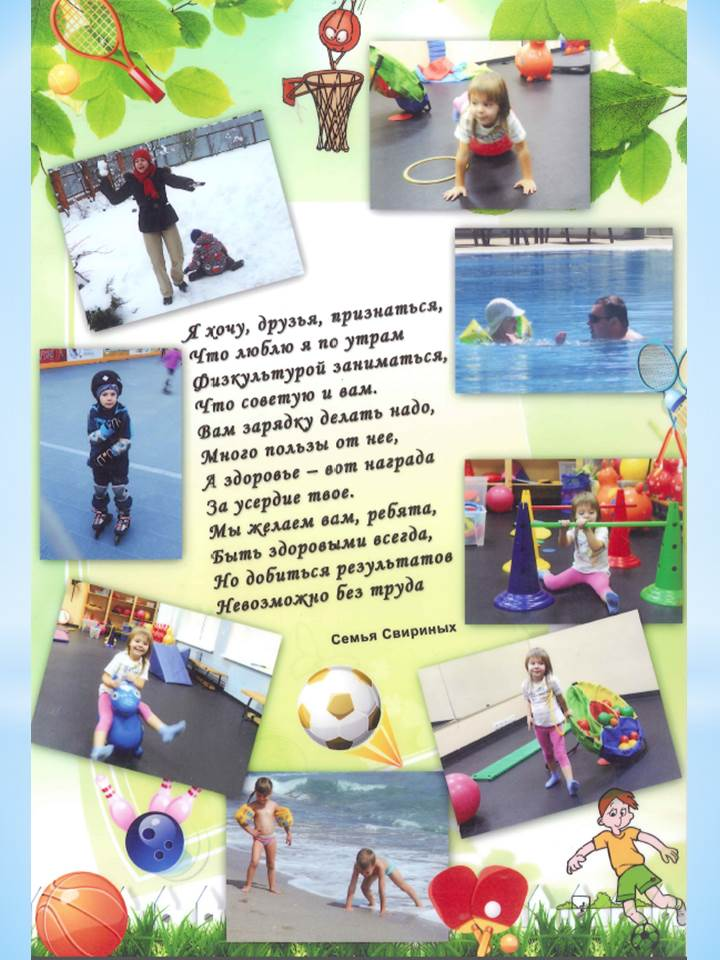 Я хочу, друзья, признаться,
Что люблю я по утрам
Физкультурой заниматься,
Что советую и вам.
Вам зарядку делать надо,
Много пользы от нее,
А здоровье – вот награда
За усердие твое.
Мы желаем вам, ребята,
Быть здоровыми всегда,
Но добиться результатов
Невозможно без труда
Семья Свириных